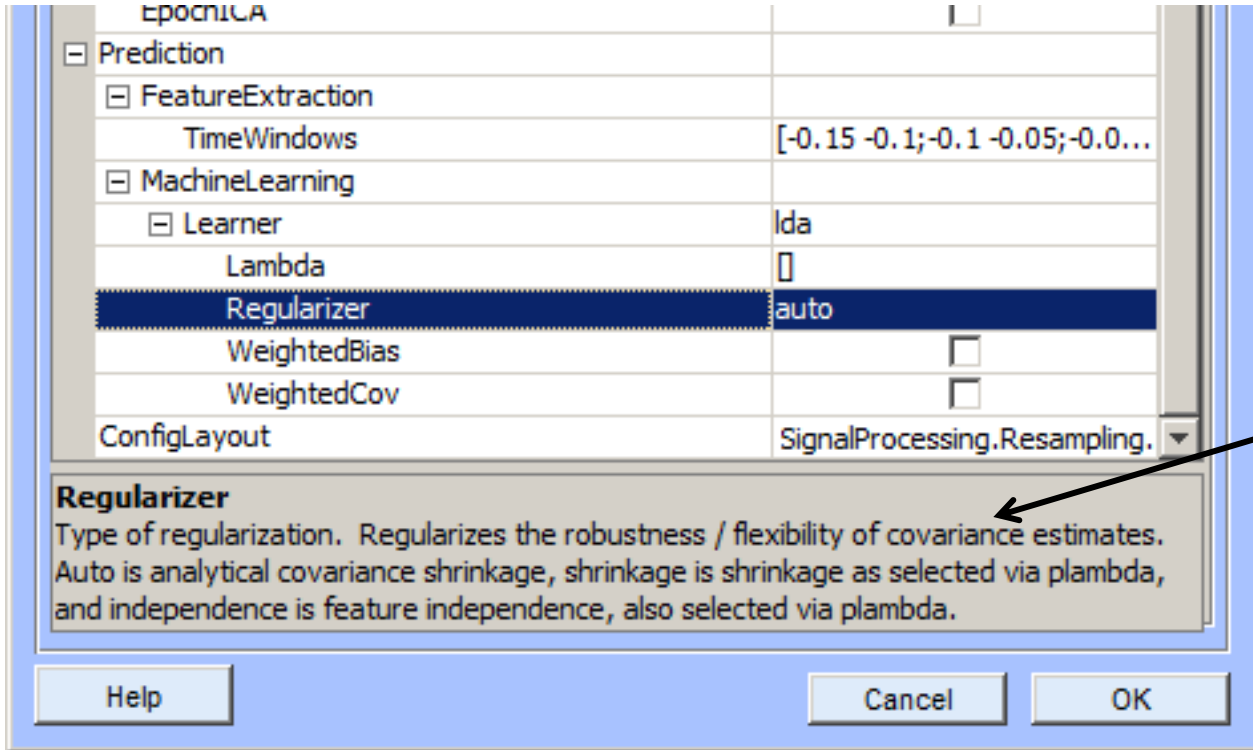 EpochICA
Prediction
FeatureExtraction
TimeWindows [-0.15 -0.1;-0.1 -0.05;-0.0...
MachineLearning
Learner lda
Lambda []
Regularizer auto
WeightedBias
WeightedCov
ConfigLayout SignalProcessing.Resampling.
Regularizer
Type of regularization. Regularizes the robustness / flexibility of covariance estimates.
Auto is analytical covariance shrinkage, shrinkage is shrinkage as selected via plambda,
and independence is feature independence, also selected via plambda.
Help Cancel OK